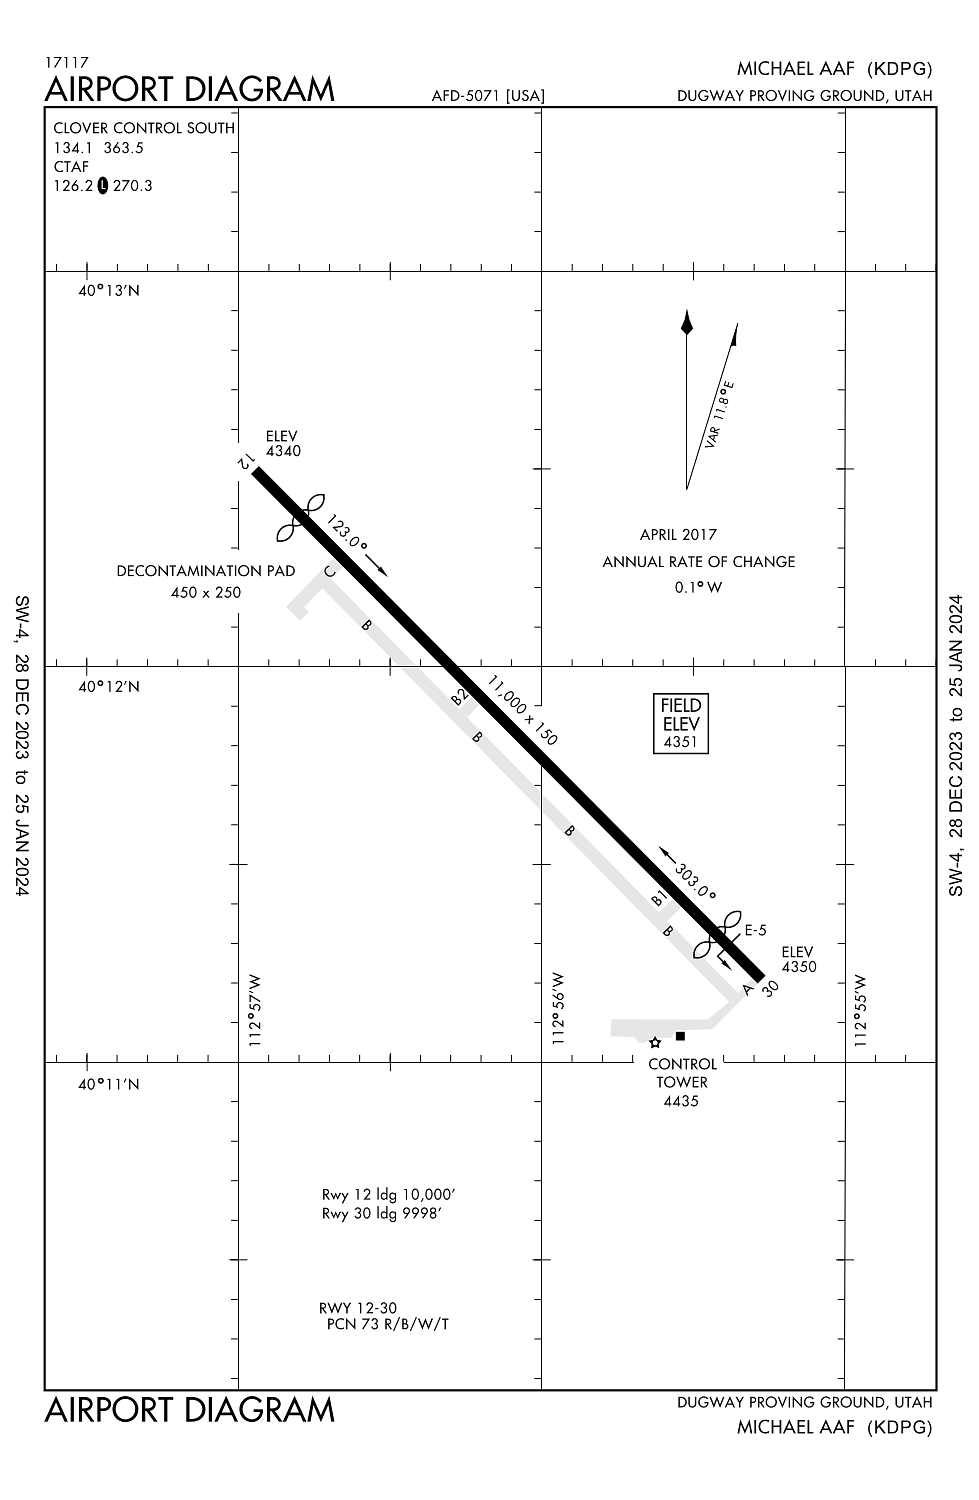 17117
AIRPORT DIAGRAM
AFD-5071 [USA]
MICHAEL AAF (KDPG)
DUGWAY PROVING GROUND, UTAH
CLOVER CONTROL SOUTH
134.1 363.5
CTAF
126.2 L 270.3
40°13'N
VAR 11.8°E
ELEV
4340
12
123.0°
APRIL 2017
ANNUAL RATE OF CHANGE
0.1° W
DECONTAMINATION PAD
450 x 250
C
B
SW-4, 28 DEC 2023 to 25 JAN 2024
SW-4, 28 DEC 2023 to 25 JAN 2024
40°12'N
B2
11,000 x 150
FIELD
ELEV
4351
B
B
303.0°
B1
B
E-5
ELEV
4350
A
30
112°57'W
112°56'W
112°55'W
CONTROL
TOWER
4435
40°11'N
Rwy 12 ldg 10,000'
Rwy 30 ldg 9998'
RWY 12-30
PCN 73 R/B/W/T
AIRPORT DIAGRAM
DUGWAY PROVING GROUND, UTAH
MICHAEL AAF (KDPG)